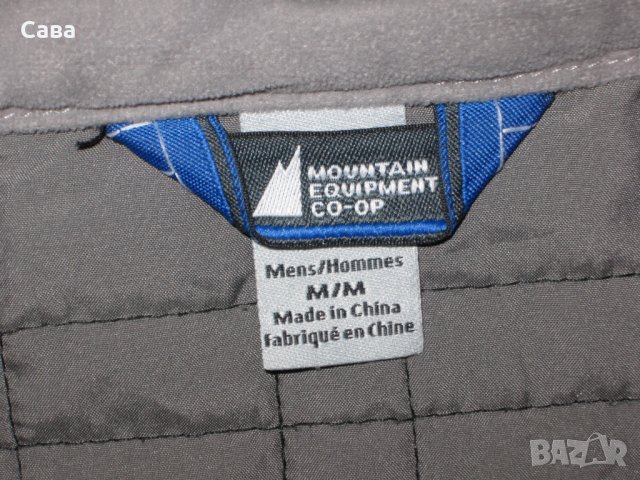 Сава
MOUNTAIN
EQUIPMENT
CO-OP
Mens/Hommes
M/M
Made in China
fabriqué en Chine
BAZAR